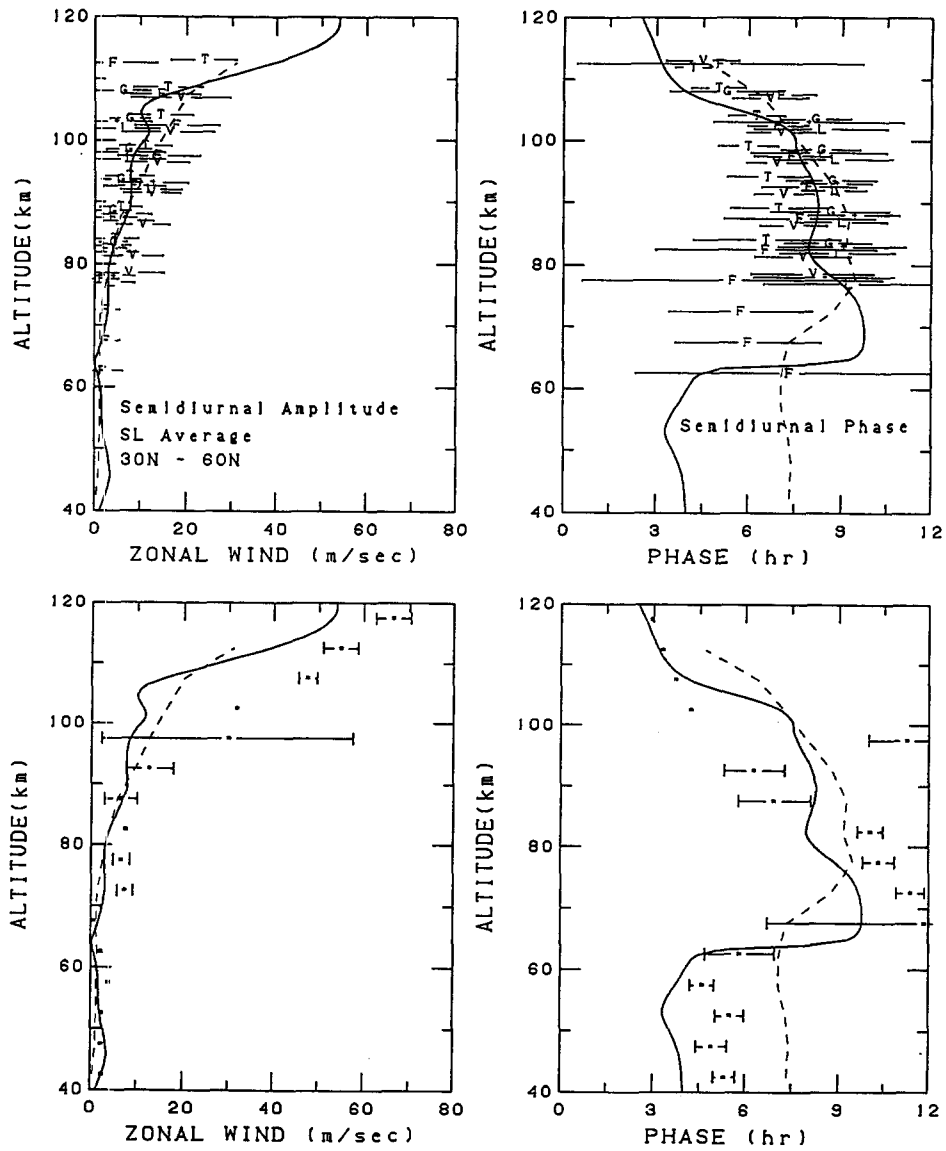 120
100
80
60
40
ALTITUDE(km)
F
T
G
T
F
V
G
T
F
L
V
G
T
V
G
T
F
V
L
T
G
V
V
F
F
F
F
Semidiurnal Amplitude
SL Average
30N - 60N
0
20
40
60
80
ZONAL WIND (m/sec)
120
100
80
60
40
ALTITUDE(km)
V
F
T
G
V
F
T
G
F
V
L
T
G
F
V
L
T
G
F
V
T
G
F
V
L
T
G
F
V
V
F
F
F
F
Semidiurnal Phase
0
3
6
9
12
PHASE (hr)
120
100
80
60
40
ALTITUDE(km)
0
20
40
60
80
ZONAL WIND (m/sec)
120
100
80
60
40
ALTITUDE(km)
0
3
6
9
12
PHASE (hr)